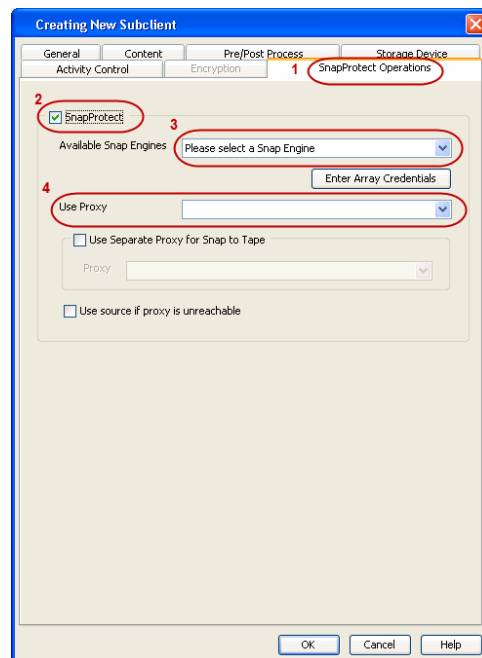 Creating New Subclient
General Content Pre/Post Process Storage Device
Activity Control Encryption 1 SnapProtect Operations
2
SnapProtect
3
Available Snap Engines Please select a Snap Engine
Enter Array Credentials
4
Use Proxy
Use Separate Proxy for Snap to Tape
Proxy
Use source if proxy is unreachable
OK Cancel Help